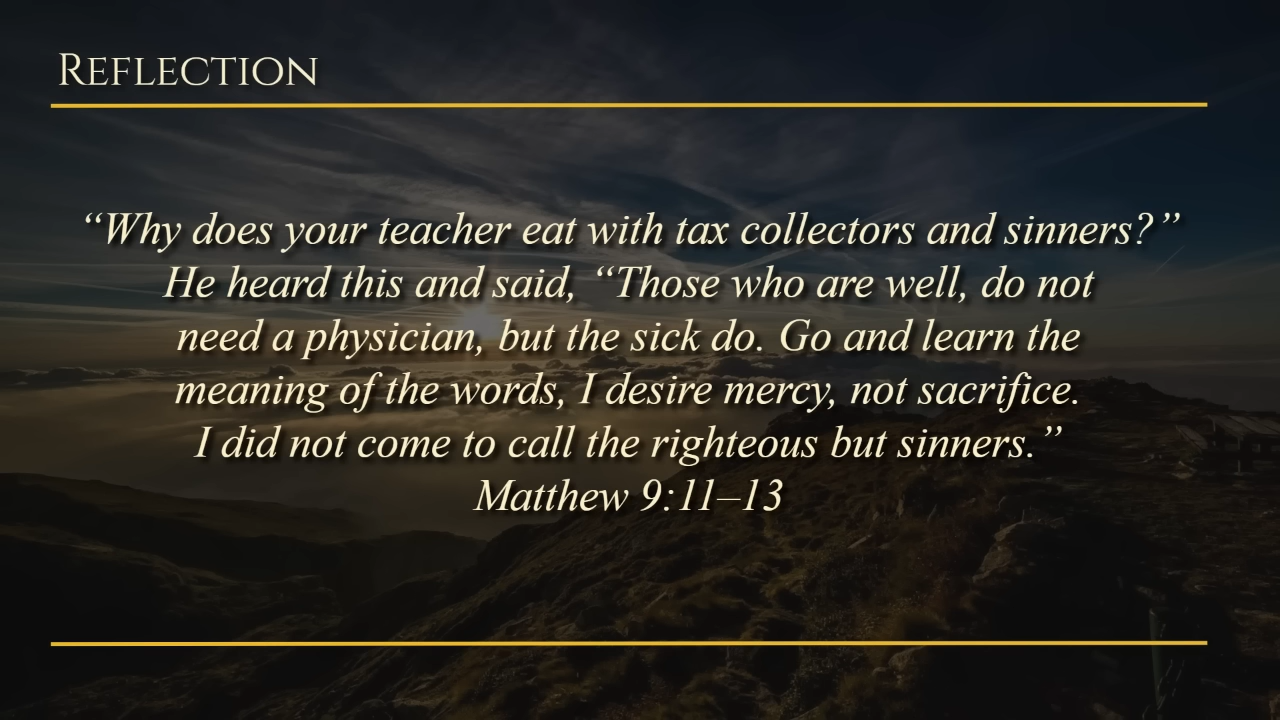 Reflection
“Why does your teacher eat with tax collectors and sinners?”
He heard this and said, “Those who are well, do not
need a physician, but the sick do. Go and learn the
meaning of the words, I desire mercy, not sacrifice.
I did not come to call the righteous but sinners.”
Matthew 9:11–13